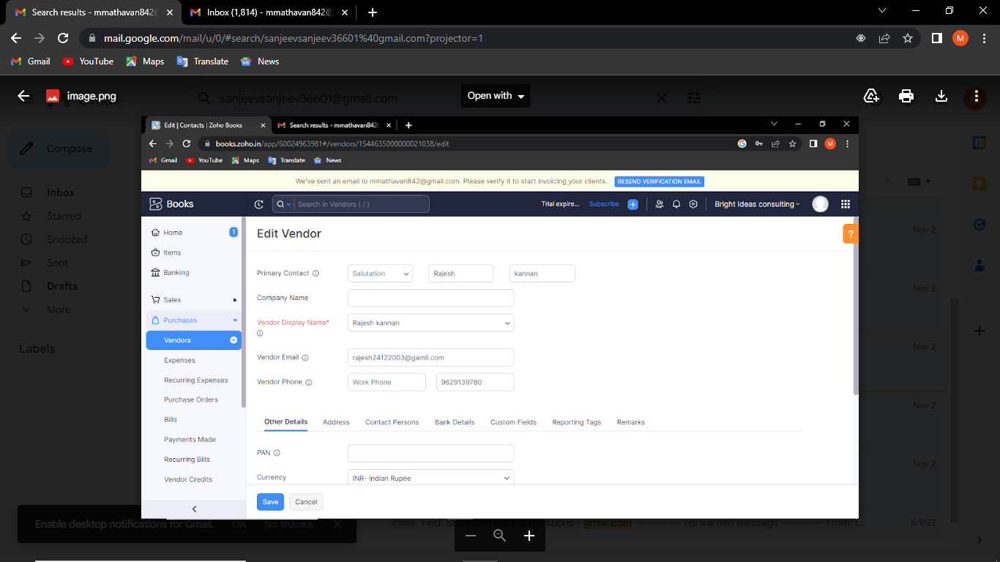 Search results - mmathavan842@
Inbox (1,814) - mmathavan842@
mail.google.com/mail/u/0/#search/sanjeevsanjeev36601%40gmail.com?projector=1
M
Gmail YouTube Maps Translate News
image.png
Gmail
sanjeevsanjeev36601@gmail.com
Open with
Compose
Inbox
Starred
Snoozed
Sent
Drafts
More
Labels
Edit | Contacts | Zoho Books
Search results - mmathavan842
books.zoho.in/app/60024963981#/vendors/1544635000000021038/edit
M
Gmail YouTube Maps Translate News
We've sent an email to mmathavan842@gmail.com. Please verify it to start invoicing your clients. RESEND VERIFICATION EMAIL
Books
Search in Vendors ( / )
Trial expire... Subscribe
Bright Ideas consulting
Home 1
Items
Banking
Sales
Purchases
Vendors
Expenses
Recurring Expenses
Purchase Orders
Bills
Payments Made
Recurring Bills
Vendor Credits
Edit Vendor
?
Primary Contact Salutation Rajesh kannan
Company Name
Vendor Display Name* Rajesh kannan
Vendor Email rajesh24122003@gamil.com
Vendor Phone Work Phone 9629139780
Other Details Address Contact Persons Bank Details Custom Fields Reporting Tags Remarks
PAN
Currency INR- Indian Rupee
Save Cancel
Nov 2
Nov 2
Nov 2
Nov 2
Nov 2
Enable desktop notifications for Gmail. OK No thanks
Inbox Fwd: questions - gmail.com ---------- Forwarded message --------- From:
5/9/22